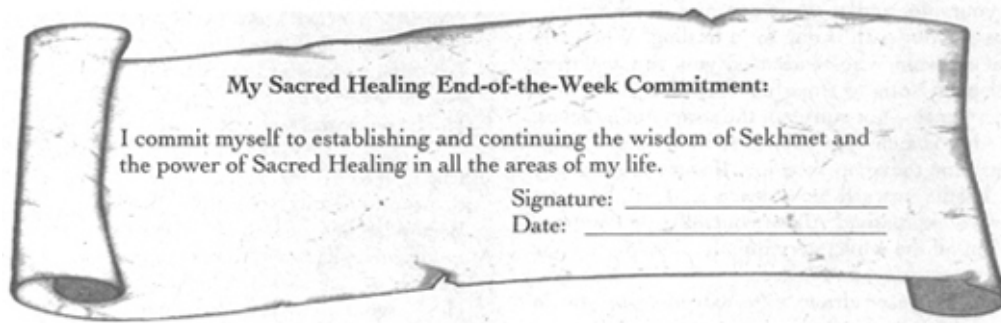 My Sacred Healing End-of-the-Week Commitment:
I commit myself to establishing and continuing the wisdom of Sekhmet and
the power of Sacred Healing in all the areas of my life.
Signature:
Date: